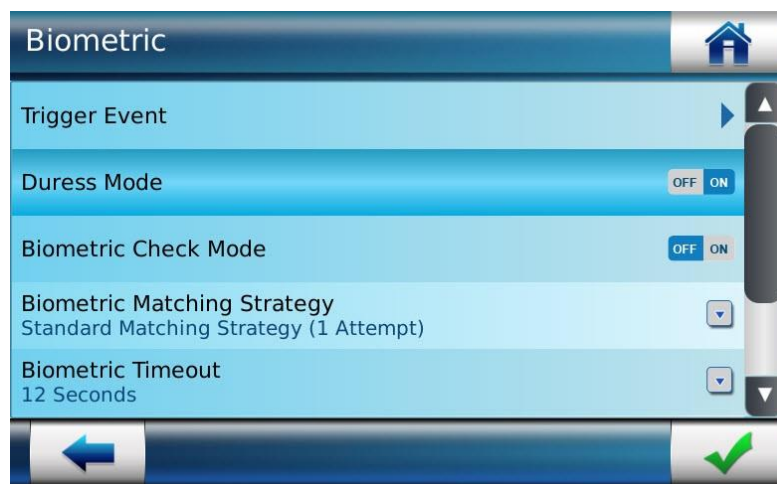 Biometric
Trigger Event
Duress Mode
OFF ON
Biometric Check Mode
OFF ON
Biometric Matching Strategy
Standard Matching Strategy (1 Attempt)
Biometric Timeout
12 Seconds